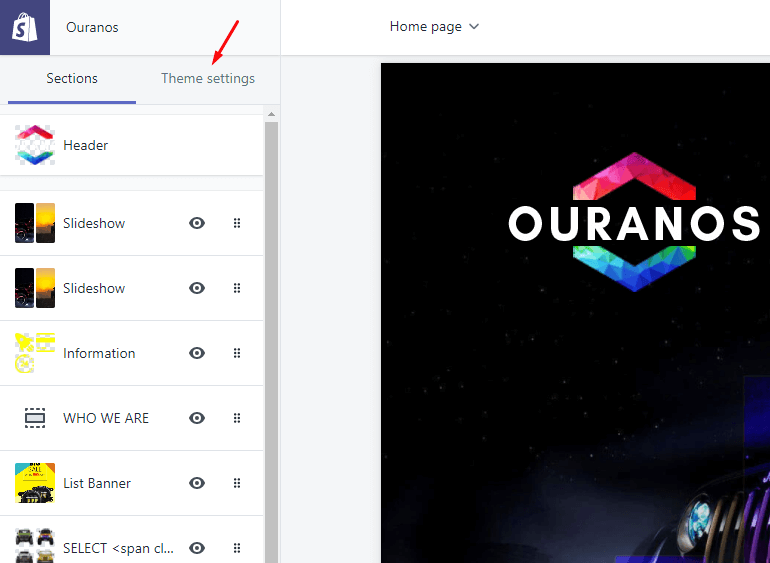 Ouranos
Home page
Sections
Theme settings
Header
Slideshow
Slideshow
Information
WHO WE ARE
List Banner
SELECT <span cl...
OURANOS